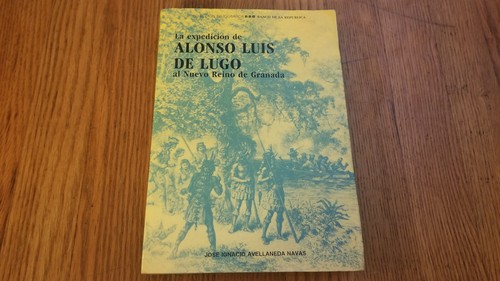 BANCO DE LA REPUBLICA
La expedición de
ALONSO LUIS
DE LUGO
al Nuevo Reino de Granada
JOSE IGNACIO AVELLANEDA NAVAS